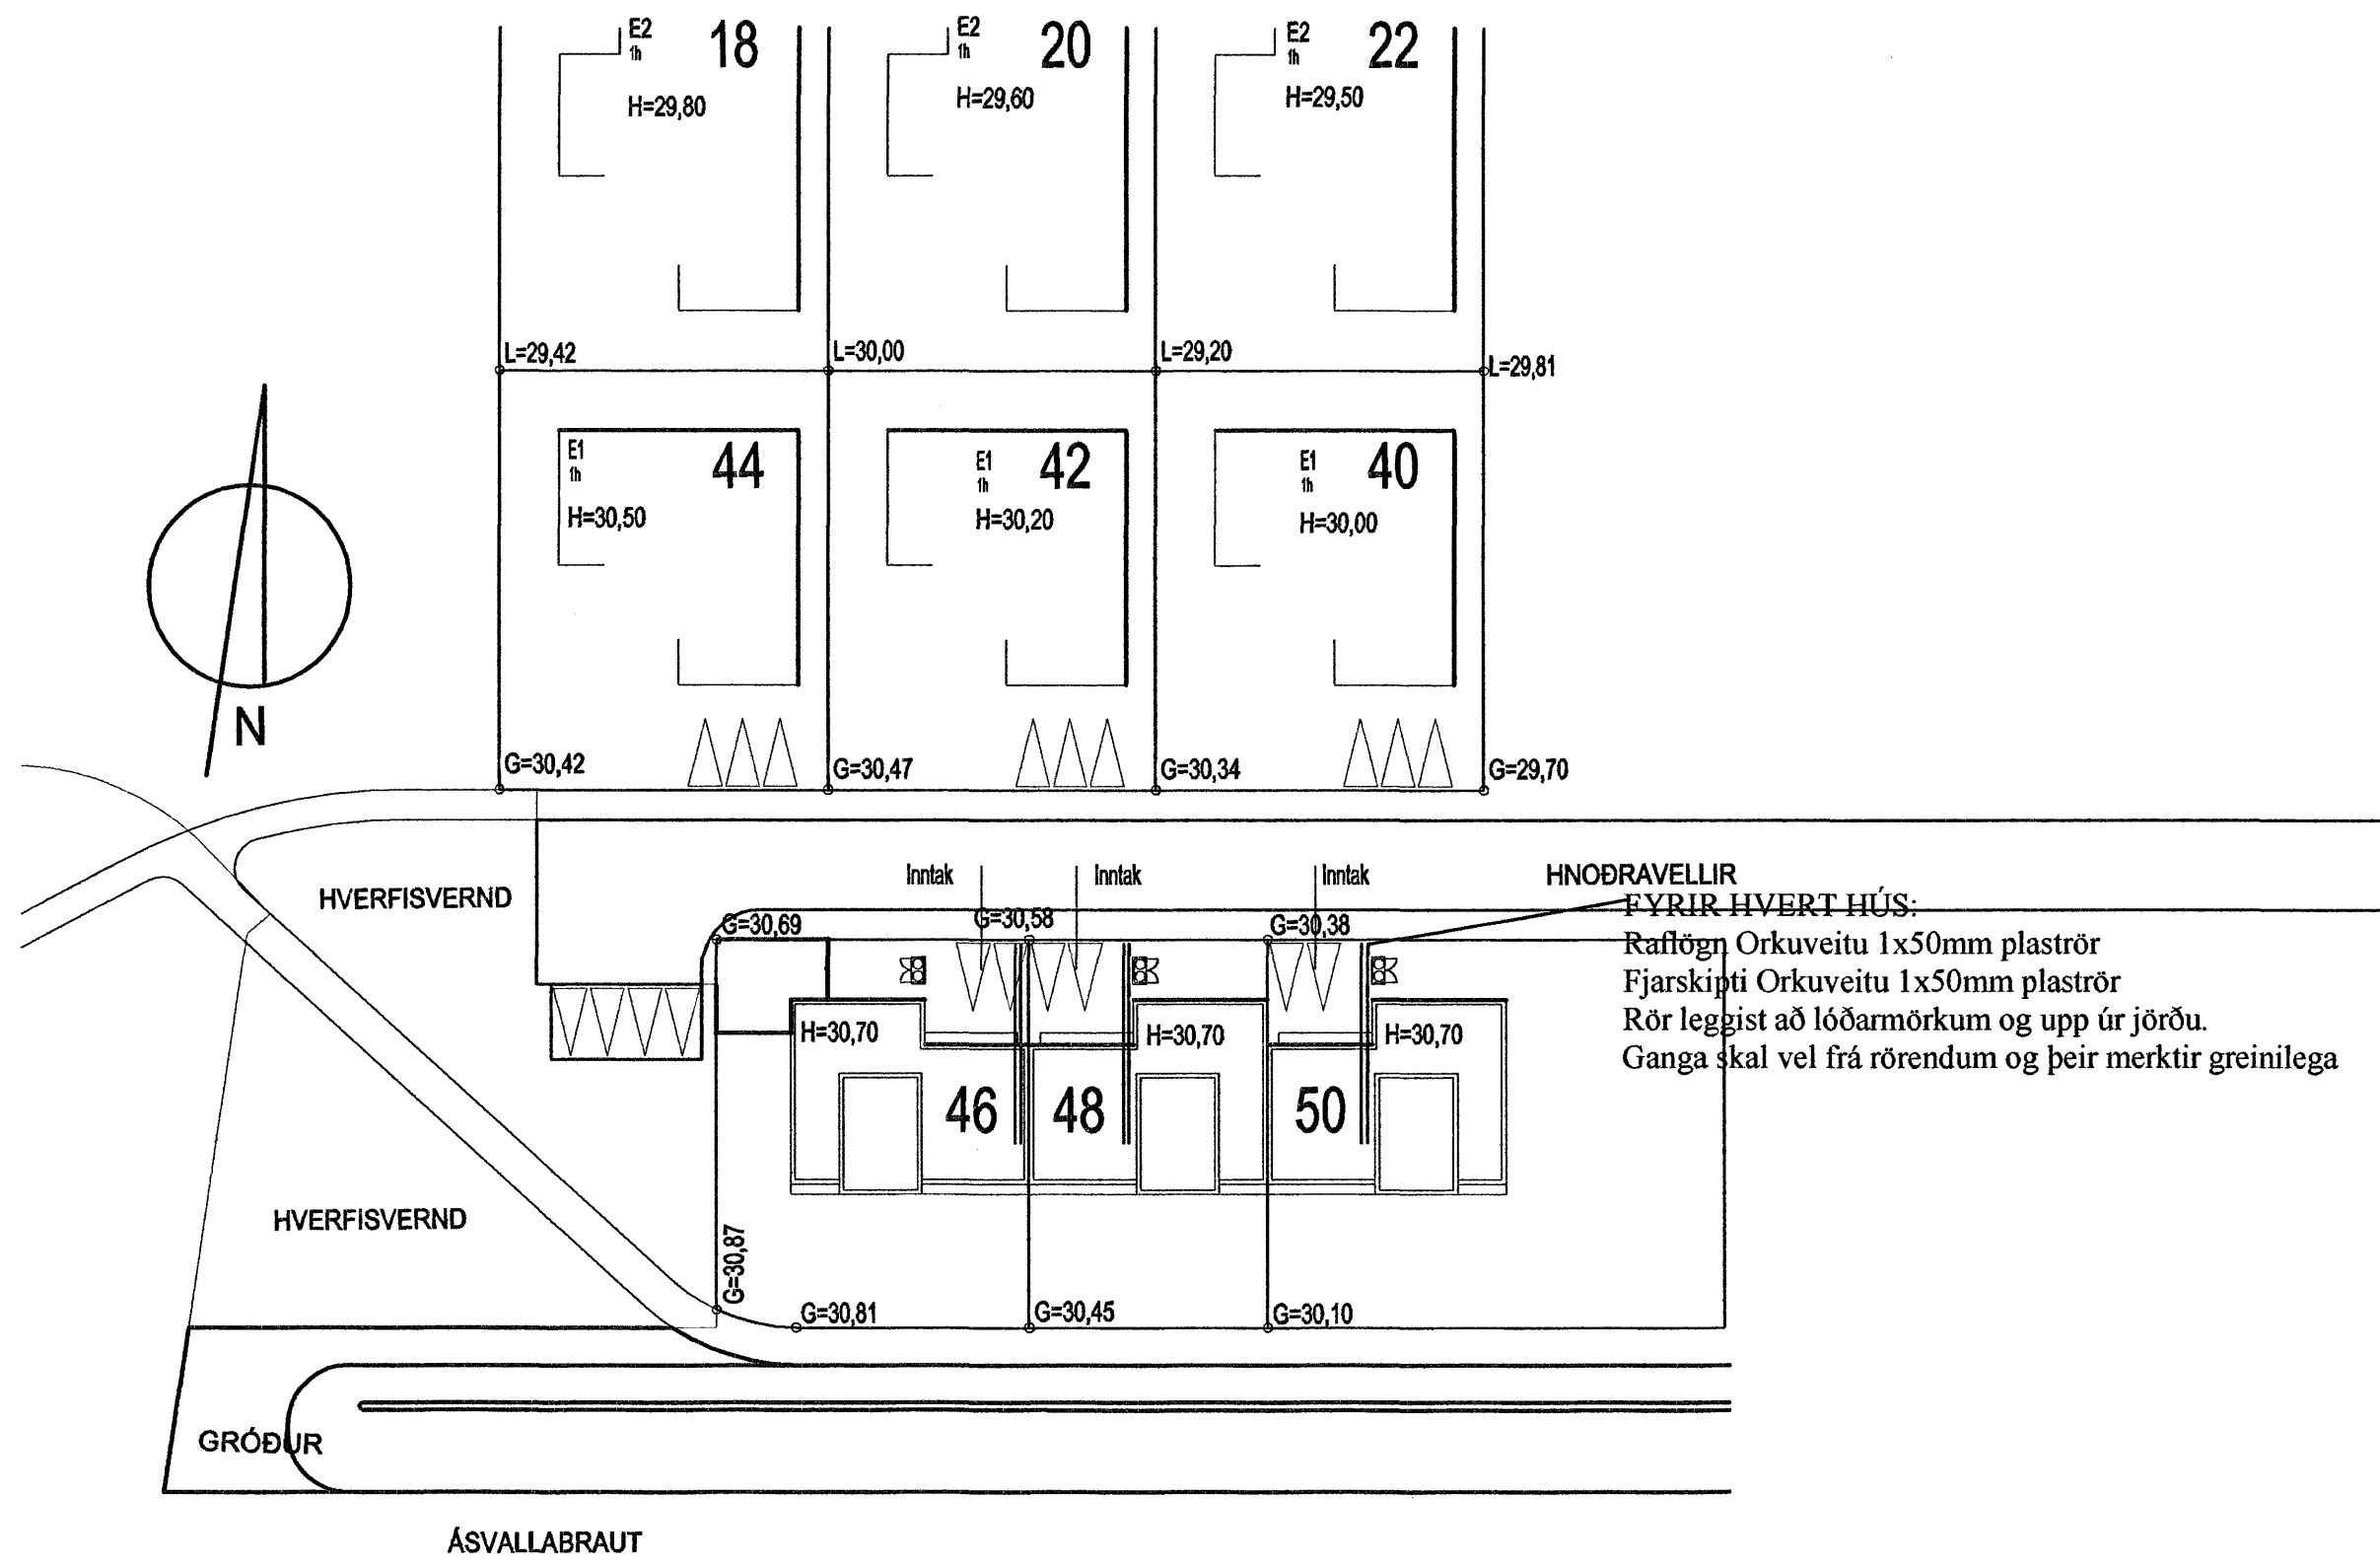 E2
1h
18
H=29,80
E2
1h
20
H=29,60
E2
1h
22
H=29,50
L=29,42
L=30,00
L=29,20
L=29,81
E1
1h
44
H=30,50
E1
1h
42
H=30,20
E1
1h
40
H=30,00
N
G=30,42
G=30,47
G=30,34
G=29,70
HVERFISVERND
Inntak
Inntak
Inntak
HNOÐRAVELLIR
FYRIR HVERT HÚS:
Raflögn Orkuveitu 1x50mm plaströr
Fjarskipti Orkuveitu 1x50mm plaströr
Rör leggist að lóðarmörkum og upp úr jörðu.
Ganga skal vel frá rörendum og þeir merktir greinilega
G=30,69
G=30,58
G=30,38
H=30,70
H=30,70
H=30,70
46
48
50
HVERFISVERND
G=30,87
G=30,81
G=30,45
G=30,10
GRÓÐUR
ÁSVALLABRAUT